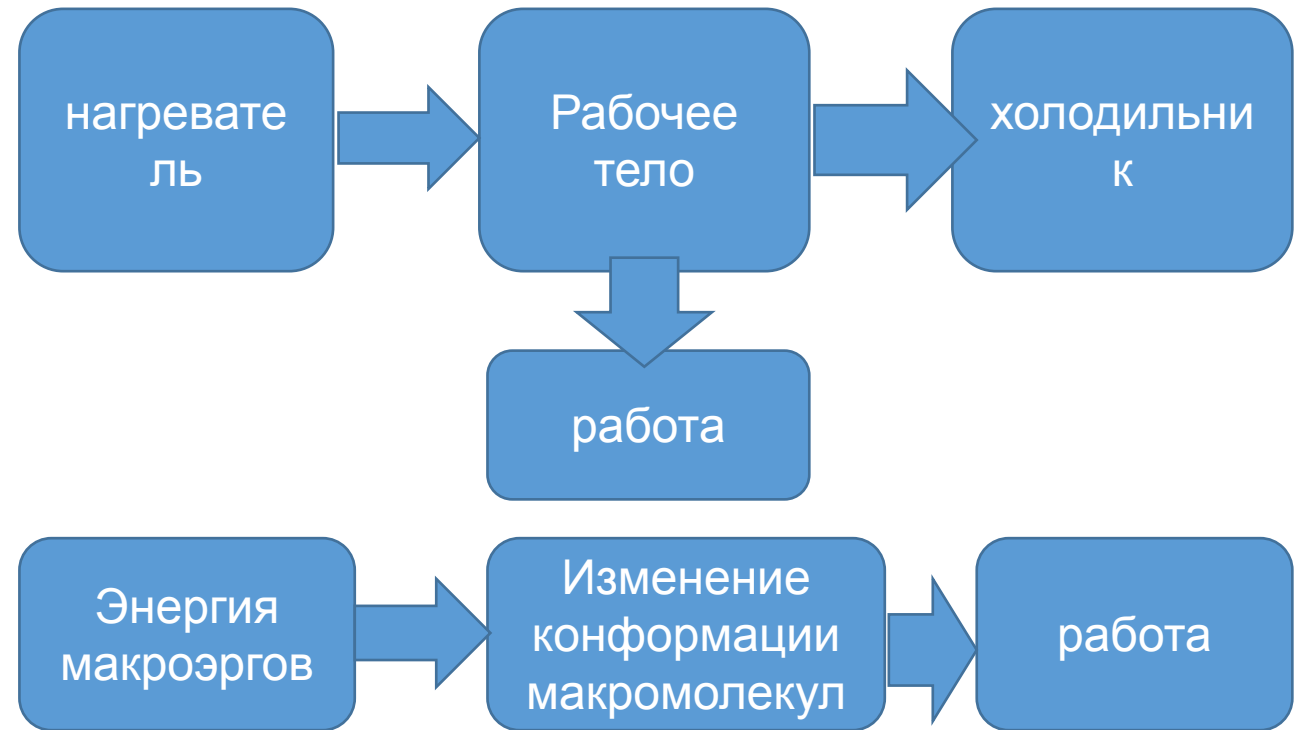 нагревате
ль
Рабочее
тело
холодильни
к
работа
Энергия
макроэргов
Изменение
конформации
макромолекул
работа